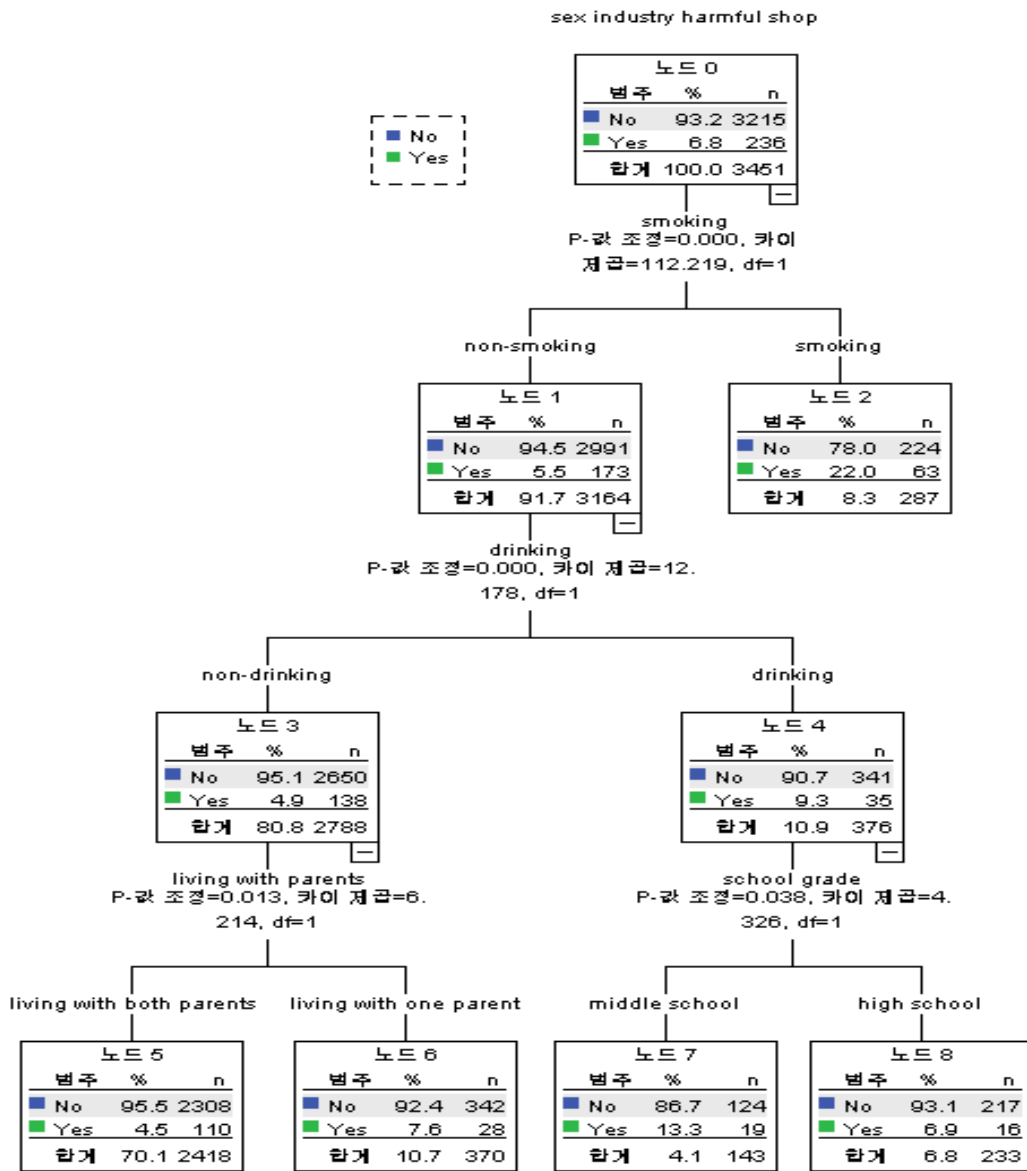 sex industry harmful shop
노드 0
범주 % n
No 93.2 3215
Yes 6.8 236
합계 100.0 3451
No
Yes
smoking
P-값 조정=0.000, 카이
제곱=112.219, df=1
non-smoking smoking
노드 1
범주 % n
No 94.5 2991
Yes 5.5 173
합계 91.7 3164
노드 2
범주 % n
No 78.0 224
Yes 22.0 63
합계 8.3 287
drinking
P-값 조정=0.000, 카이 제곱=12.
178, df=1
non-drinking drinking
노드 3
범주 % n
No 95.1 2650
Yes 4.9 138
합계 80.8 2788
노드 4
범주 % n
No 90.7 341
Yes 9.3 35
합계 10.9 376
living with parents
P-값 조정=0.013, 카이 제곱=6.
214, df=1
school grade
P-값 조정=0.038, 카이 제곱=4.
326, df=1
living with both parents living with one parent middle school high school
노드 5
범주 % n
No 95.5 2308
Yes 4.5 110
합계 70.1 2418
노드 6
범주 % n
No 92.4 342
Yes 7.6 28
합계 10.7 370
노드 7
범주 % n
No 86.7 124
Yes 13.3 19
합계 4.1 143
노드 8
범주 % n
No 93.1 217
Yes 6.9 16
합계 6.8 233